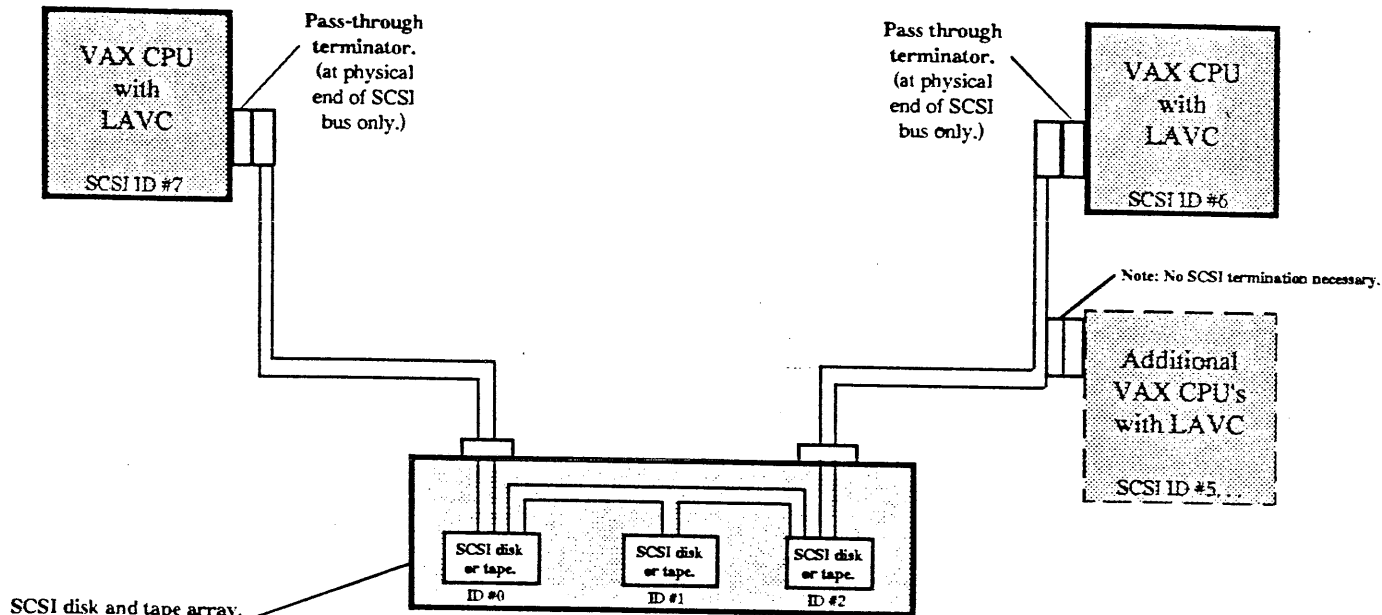 VAX CPU
with
LAVC
SCSI ID #7
Pass-through
terminator.
(at physical
end of SCSI
bus only.)
Pass through
terminator.
(at physical
end of SCSI
bus only.)
VAX CPU
with
LAVC
SCSI ID #6
Note: No SCSI termination necessary.
Additional
VAX CPU's
with LAVC
SCSI ID #5. . .
SCSI disk
or tape.
ID #0
SCSI disk
or tape.
ID #1
SCSI disk
or tape.
ID #2
SCSI disk and tape array.